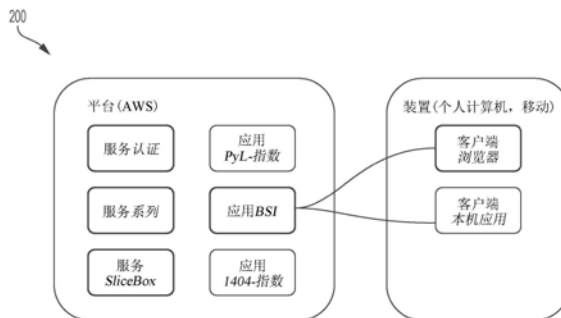 200
平台(AWS)
服务认证
应用
PyL-指数
服务系列
应用BSI
服务
SliceBox
应用
1404-指数
装置(个人计算机，移动)
客户端
浏览器
客户端
本机应用